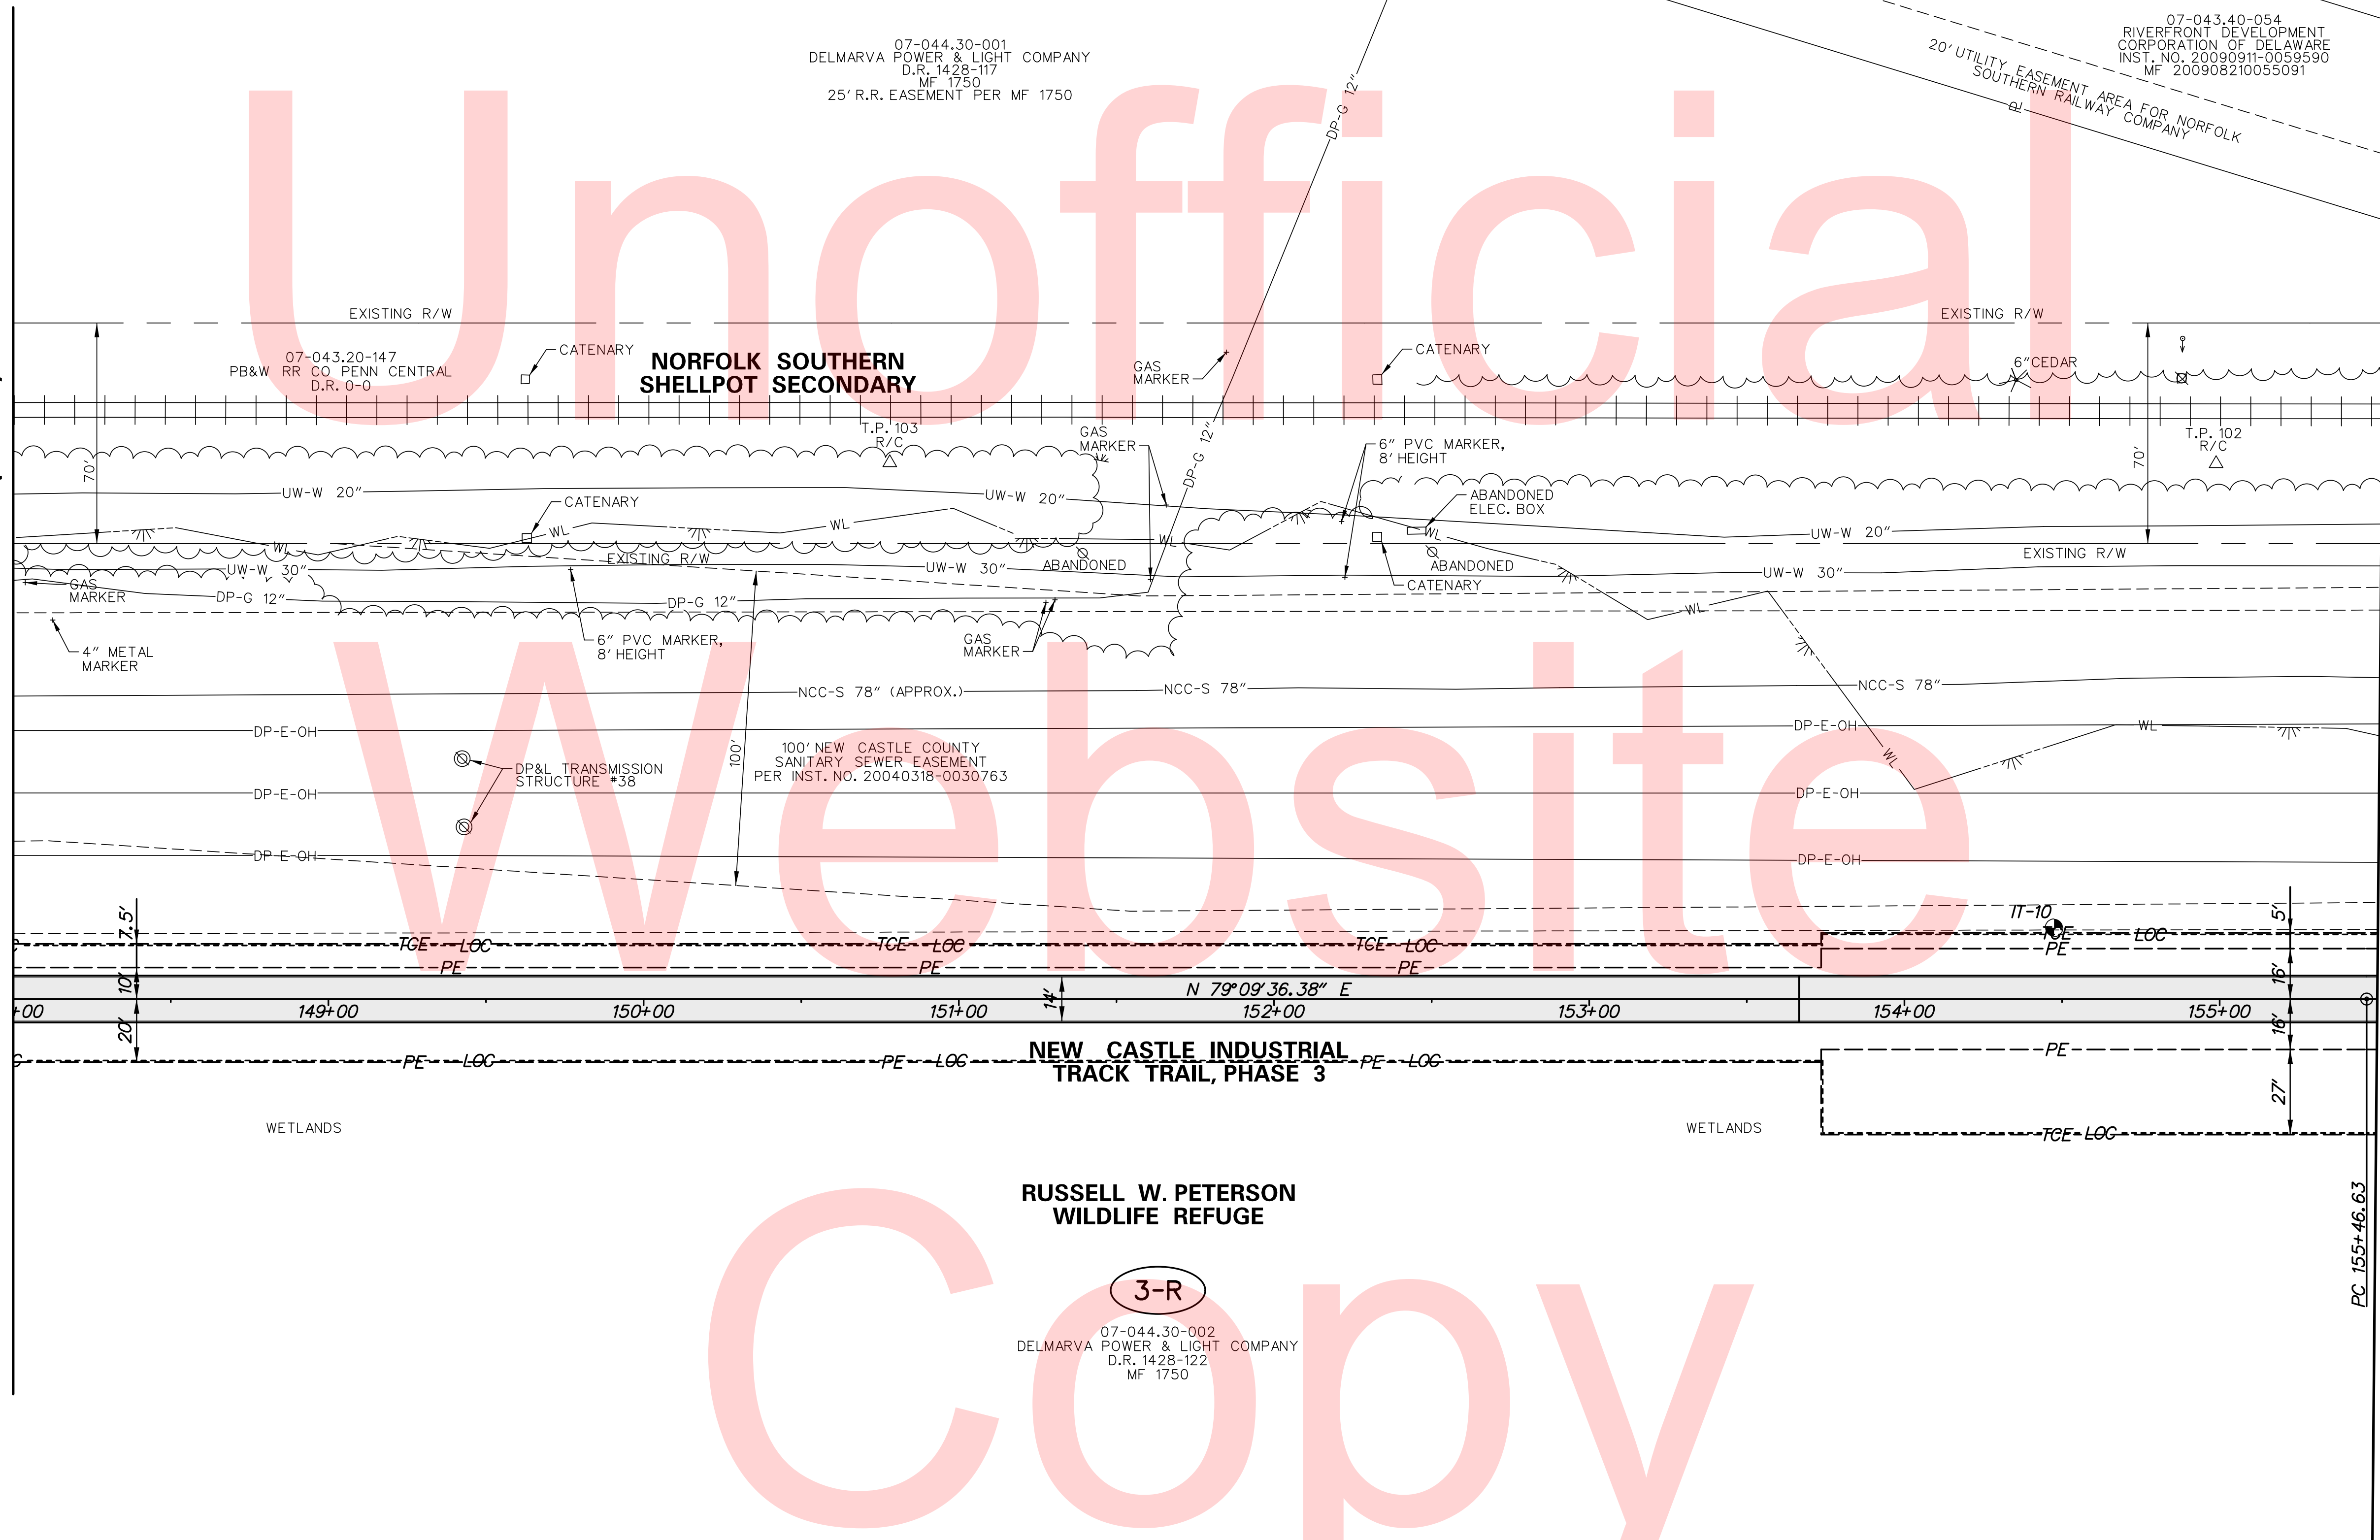 07-044.30-001
DELMARVA POWER & LIGHT COMPANY
D.R. 1428-117
MF 1750
25' R.R. EASEMENT PER MF 1750
DP-G 12"
07-043.40-054
RIVERFRONT DEVELOPMENT
CORPORATION OF DELAWARE
INST. NO. 20090911-0059590
MF 200908210055091
20' UTILITY EASEMENT AREA FOR NORFOLK
SOUTHERN RAILWAY COMPANY
Unofficial
EXISTING R/W
EXISTING R/W
07-043.20-147
PB&W RR CO PENN CENTRAL
D.R. 0-0
CATENARY
NORFOLK SOUTHERN
SHELLPOT SECONDARY
GAS
MARKER
CATENARY
6" CEDAR
70'
T.P. 103
R/C
GAS
MARKER
DP-G 12"
6" PVC MARKER,
8' HEIGHT
70'
T.P. 102
R/C
UW-W 20"
CATENARY
UW-W 20"
ABANDONED
ELEC. BOX
WL
WL
WL
WL
WL
UW-W 20"
EXISTING R/W
ABANDONED
ABANDONED
EXISTING R/W
UW-W 30"
UW-W 30"
UW-W 30"
GAS
MARKER
DP-G 12"
DP-G 12"
CATENARY
WL
4" METAL
MARKER
6" PVC MARKER,
8' HEIGHT
GAS
MARKER
Website
NCC-S 78" (APPROX.)
NCC-S 78"
NCC-S 78"
DP-E-OH
DP-E-OH
WL
WL
100'
100' NEW CASTLE COUNTY
SANITARY SEWER EASEMENT
PER INST. NO. 20040318-0030763
DP&L TRANSMISSION
STRUCTURE #38
DP-E-OH
DP-E-OH
DP-E-OH
DP-E-OH
7.5'
IT-10
5'
TCE LOC
TCE LOC
TCE LOC
TCE LOC
PE
PE
PE
PE
10'
14'
N 79°09'36.38" E
16'
+00
149+00
150+00
151+00
152+00
153+00
154+00
155+00
20'
16'
PE LOC
PE LOC
PE LOC
PE
NEW CASTLE INDUSTRIAL
TRACK TRAIL, PHASE 3
27'
WETLANDS
WETLANDS
TCE LOC
RUSSELL W. PETERSON
WILDLIFE REFUGE
PC 155+46.63
3-R
07-044.30-002
DELMARVA POWER & LIGHT COMPANY
D.R. 1428-122
MF 1750
Copy